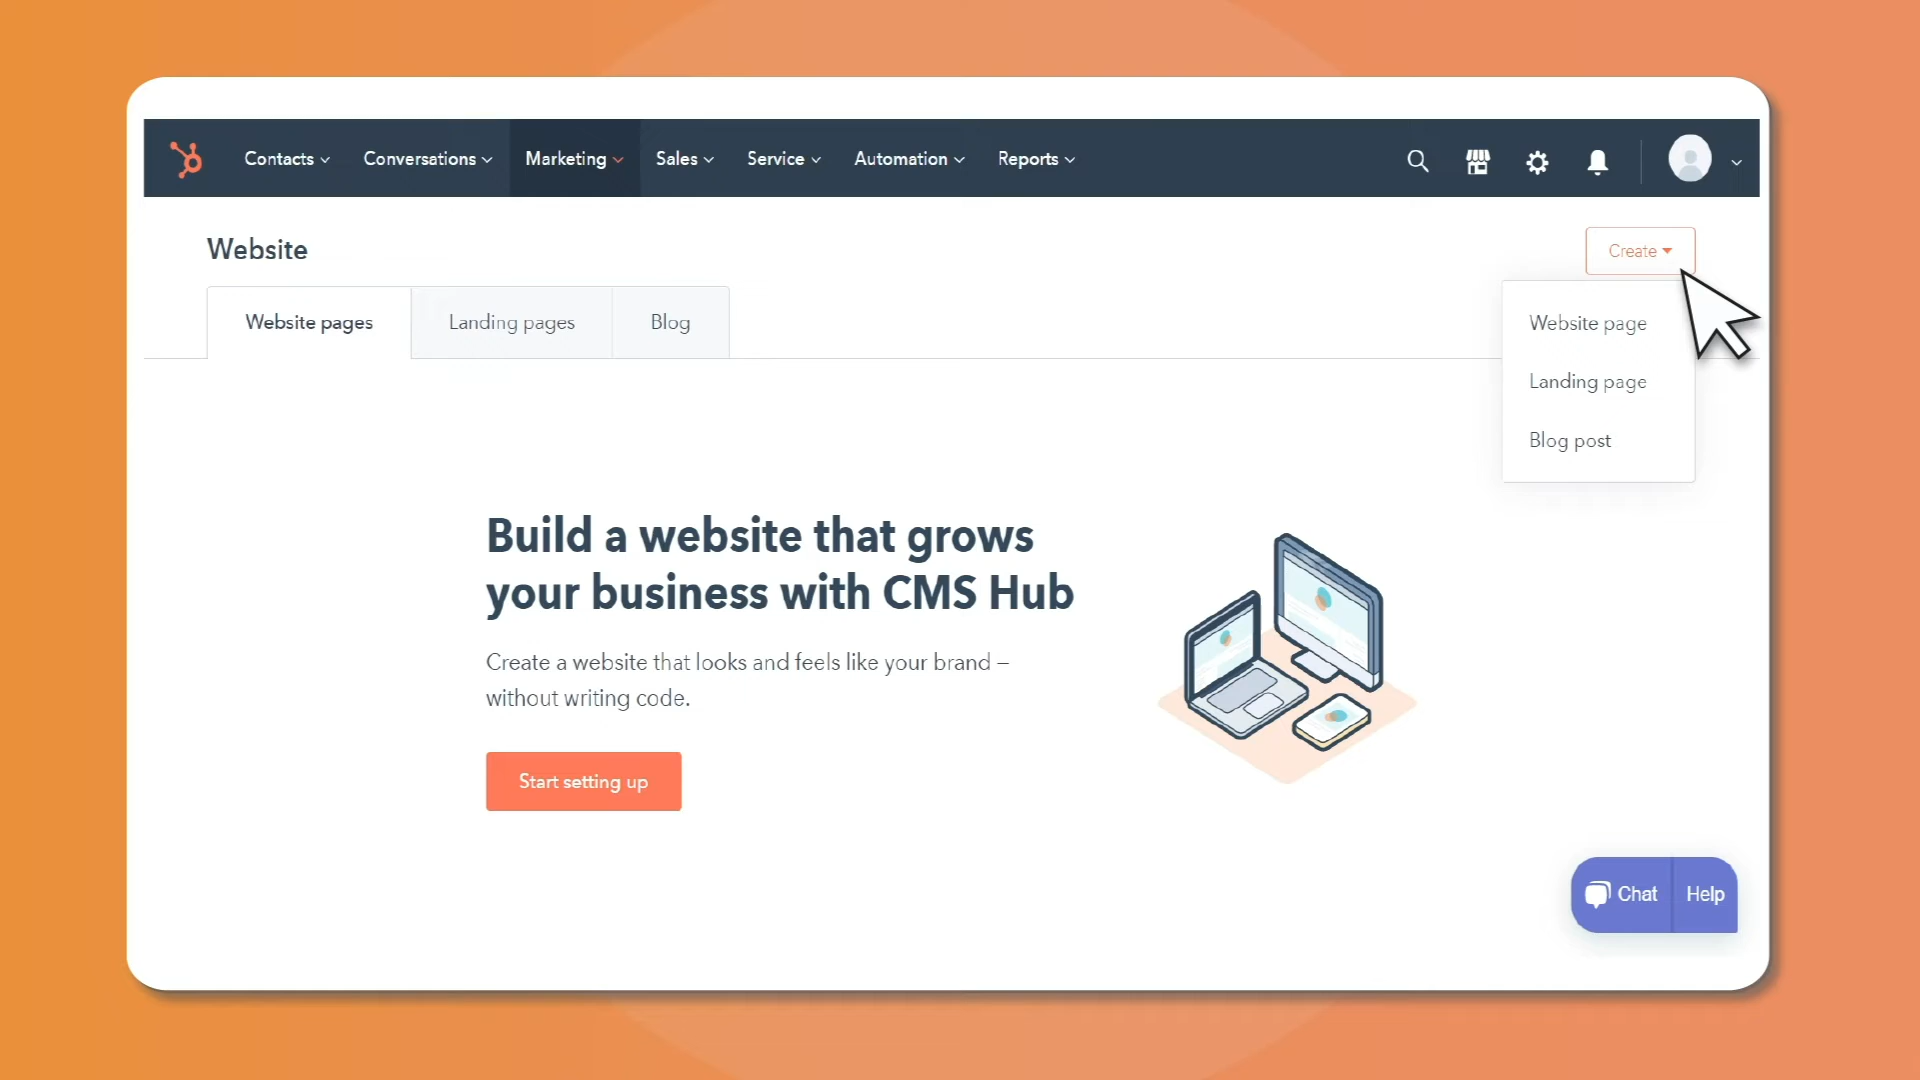 Contacts Conversations Marketing Sales Service Automation Reports
Website
Create
Website pages Landing pages Blog
Website page
Landing page
Blog post
Build a website that grows
your business with CMS Hub
Create a website that looks and feels like your brand –
without writing code.
Start setting up
Chat Help